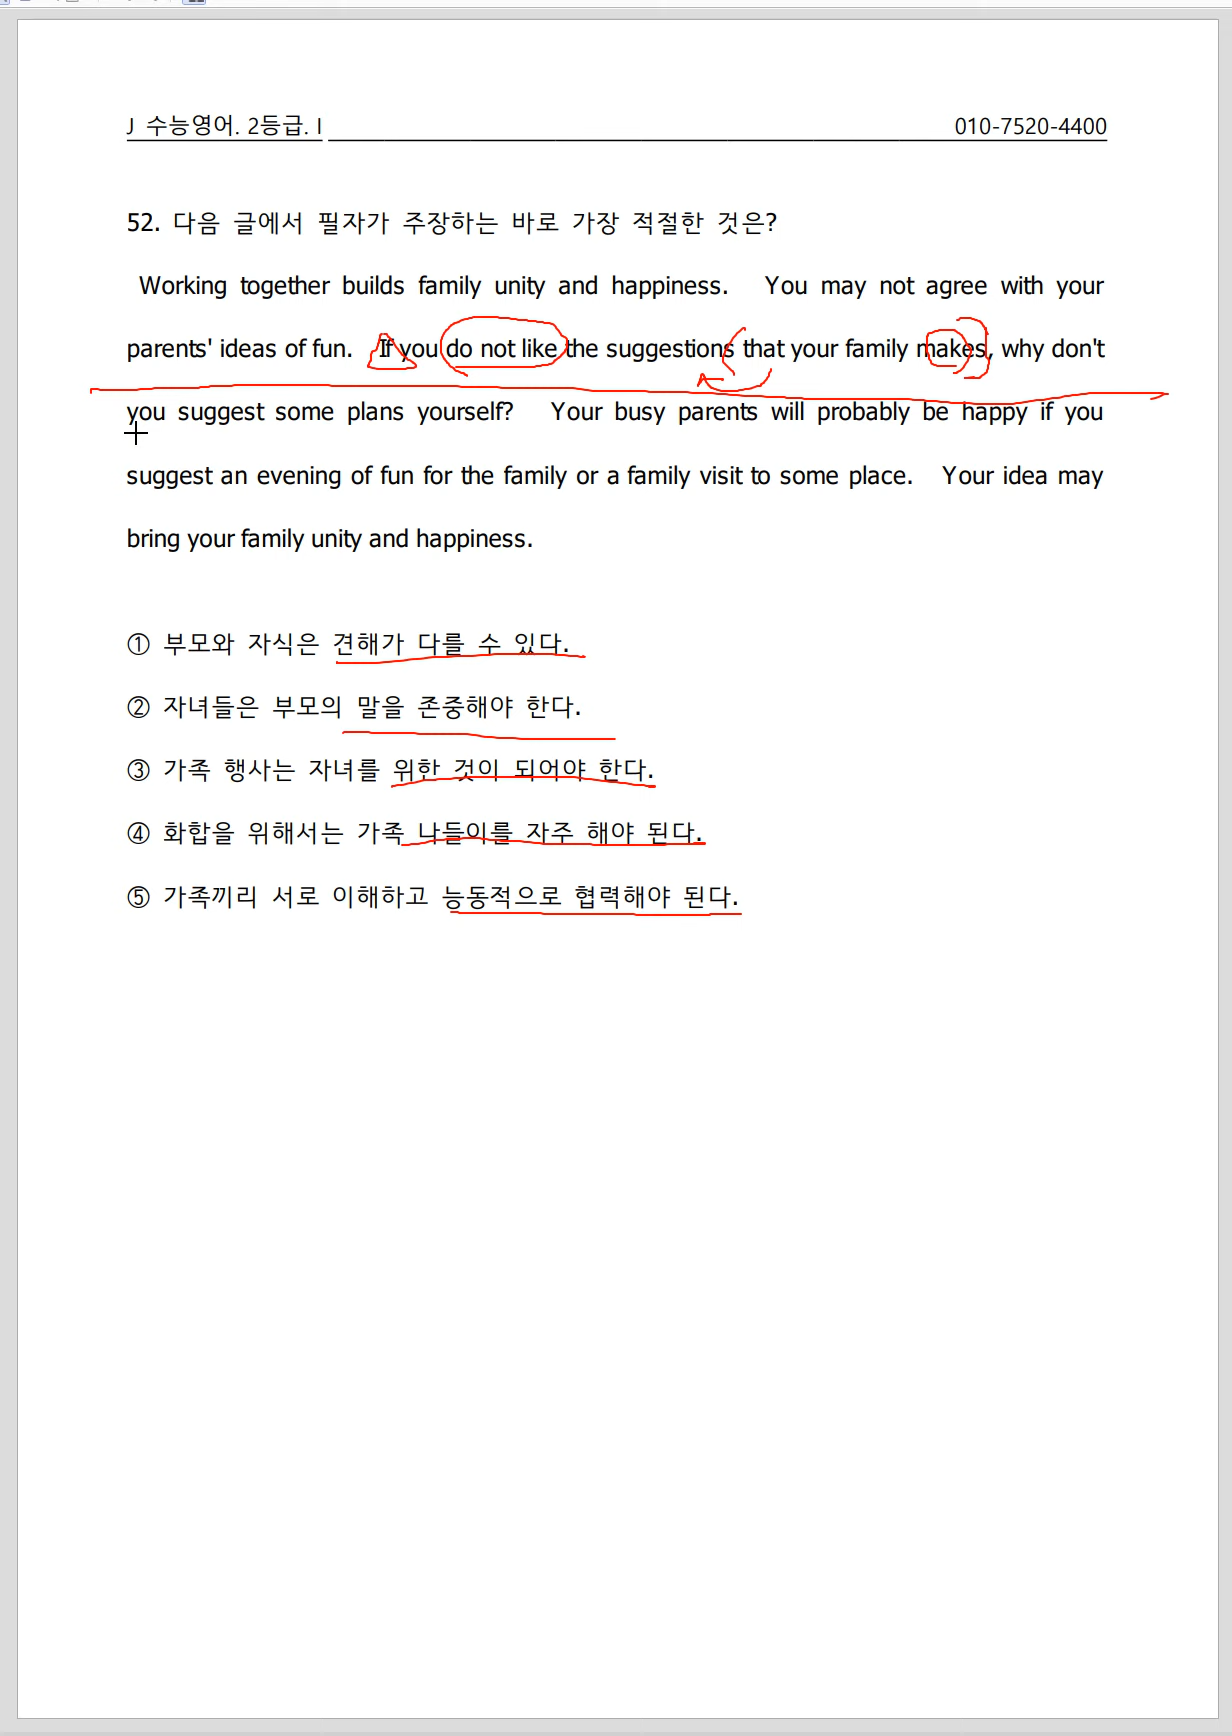 J 수능영어. 2등급. I 010-7520-4400
52. 다음 글에서 필자가 주장하는 바로 가장 적절한 것은?
Working together builds family unity and happiness. You may not agree with your
parents' ideas of fun. If you do not like the suggestions that your family makes, why don't
you suggest some plans yourself? Your busy parents will probably be happy if you
suggest an evening of fun for the family or a family visit to some place. Your idea may
bring your family unity and happiness.
① 부모와 자식은 견해가 다를 수 있다.
② 자녀들은 부모의 말을 존중해야 한다.
③ 가족 행사는 자녀를 위한 것이 되어야 한다.
④ 화합을 위해서는 가족 나들이를 자주 해야 된다.
⑤ 가족끼리 서로 이해하고 능동적으로 협력해야 된다.